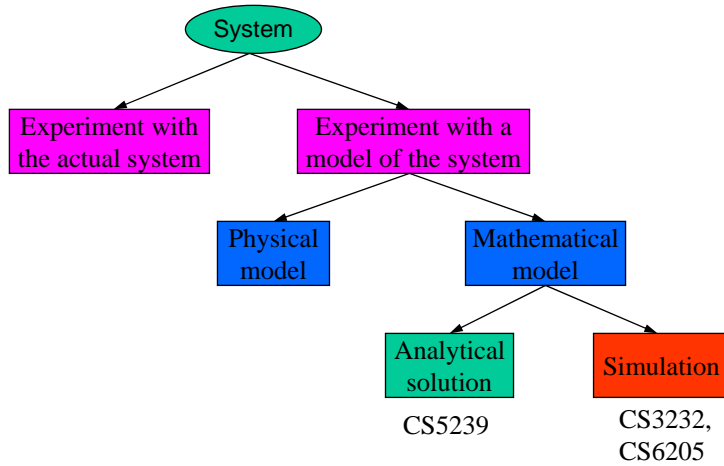 System
Experiment with
the actual system
Experiment with a
model of the system
Physical
model
Mathematical
model
Analytical
solution
Simulation
CS5239
CS3232,
CS6205